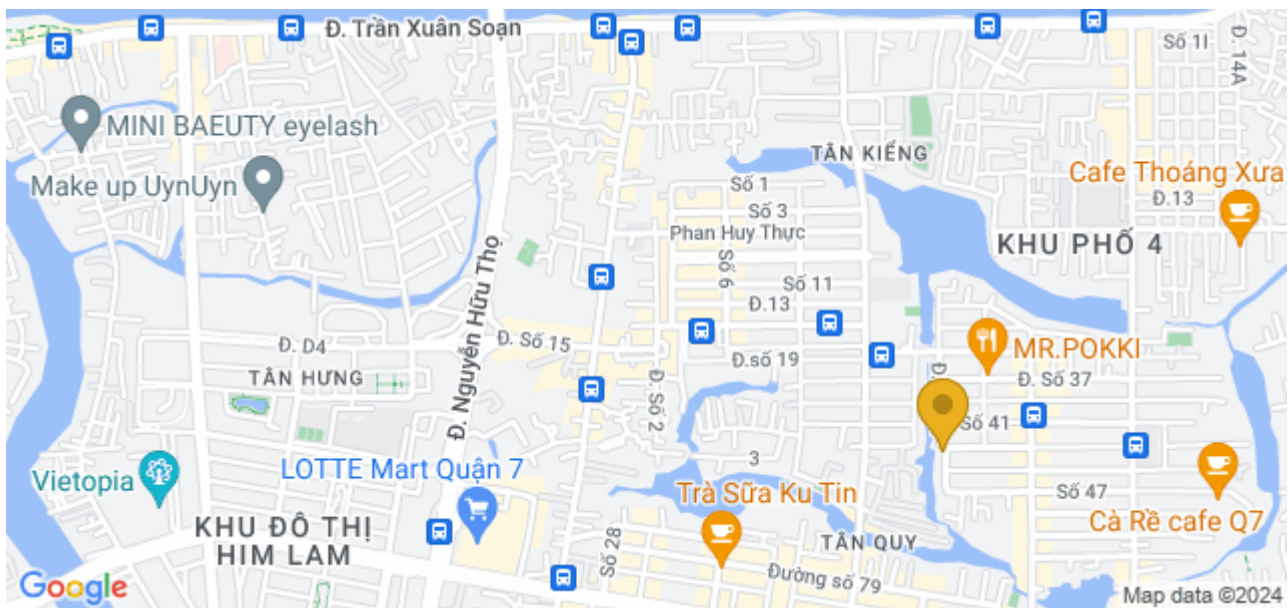 Đ. Trần Xuân Soạn
Số 1I
Đ. 14A
MINI BAEUTY eyelash
TÂN KIỂNG
Make up UynUyn
Số 1
Cafe Thoáng Xưa
Số 3
Đ.13
Phan Huy Thực
KHU PHỐ 4
Đ. Nguyễn Hữu Thọ
Số 6
Số 11
Đ.13
Đ. Số 15
Đ. D4
MR.POKKI
Đ.số 19
TÂN HƯNG
Đ. Số 37
Đ. Số 2
Số 41
3
LOTTE Mart Quận 7
Vietopia
Trà Sữa Ku Tin
Số 47
Cà Rề cafe Q7
KHU ĐÔ THỊ
HIM LAM
Số 28
TÂN QUY
Đường số 79
Google
Map data ©2024